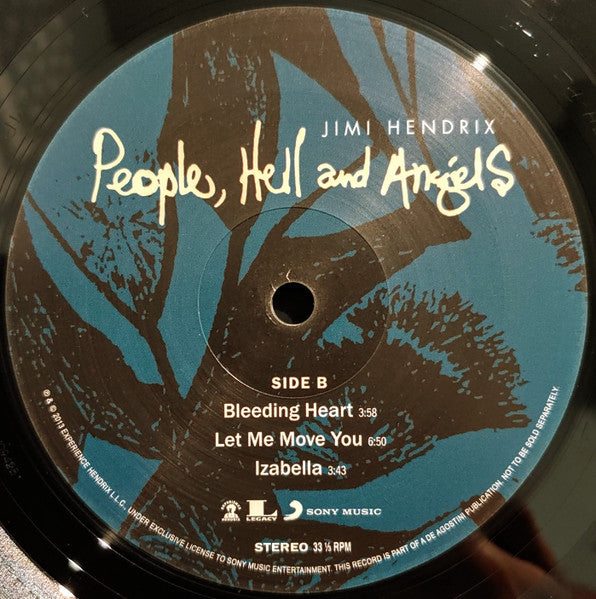 JIMI HENDRIX
People, Hell and Angels
SIDE B
Bleeding Heart 3:58
Let Me Move You 6:50
Izabella 3:43
LEGACY
SONY MUSIC
STEREO 33 ⅓ RPM
℗ & © 2013 EXPERIENCE HENDRIX L.L.C. UNDER EXCLUSIVE LICENSE TO SONY MUSIC ENTERTAINMENT. THIS RECORD IS PART OF A DE AGOSTINI PUBLICATION. NOT TO BE SOLD SEPARATELY.